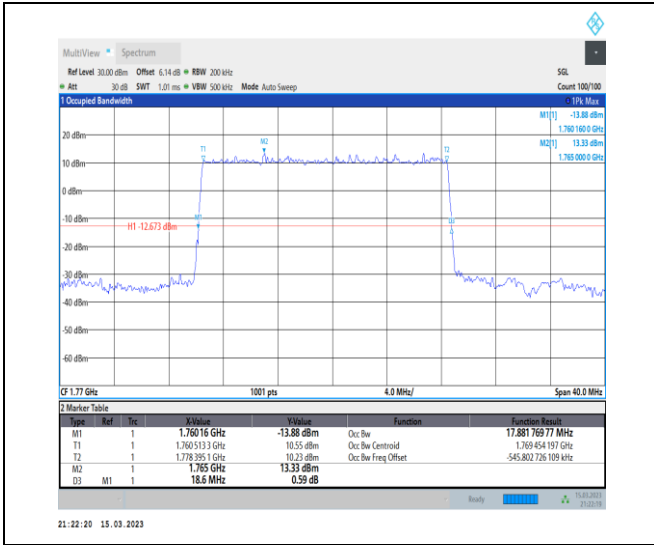 MultiView Spectrum
Ref Level 30.00 dBm Offset 6.14 dB RBW 200 kHz SGL
Att 30 dB SWT 1.01 ms VBW 500 kHz Mode Auto Sweep Count 100/100
1 Occupied Bandwidth 1Pk Max
M1[1] -13.88 dBm
1.760 160 0 GHz
M2[1] 13.33 dBm
1.765 000 0 GHz
20 dBm
M2
T1 T2
10 dBm
0 dBm
-10 dBm
M1
H1 -12.673 dBm
-30 dBm
-40 dBm
-50 dBm
-60 dBm
CF 1.77 GHz 1001 pts 4.0 MHz/ Span 40.0 MHz
2 Marker Table
Type Ref Trc X-Value Y-Value Function Function Result
M1 1 1.76016 GHz -13.88 dBm Occ Bw 17.881 769 77 MHz
T1 1 1.760 513 3 GHz 10.55 dBm Occ Bw Centroid 1.769 454 197 GHz
T2 1 1.778 395 1 GHz 10.23 dBm Occ Bw Freq Offset -545.802 726 109 kHz
M2 1 1.765 GHz 13.33 dBm
D3 M1 1 18.6 MHz 0.59 dB
Ready 15.03.2023
21:22:19
21:22:20 15.03.2023